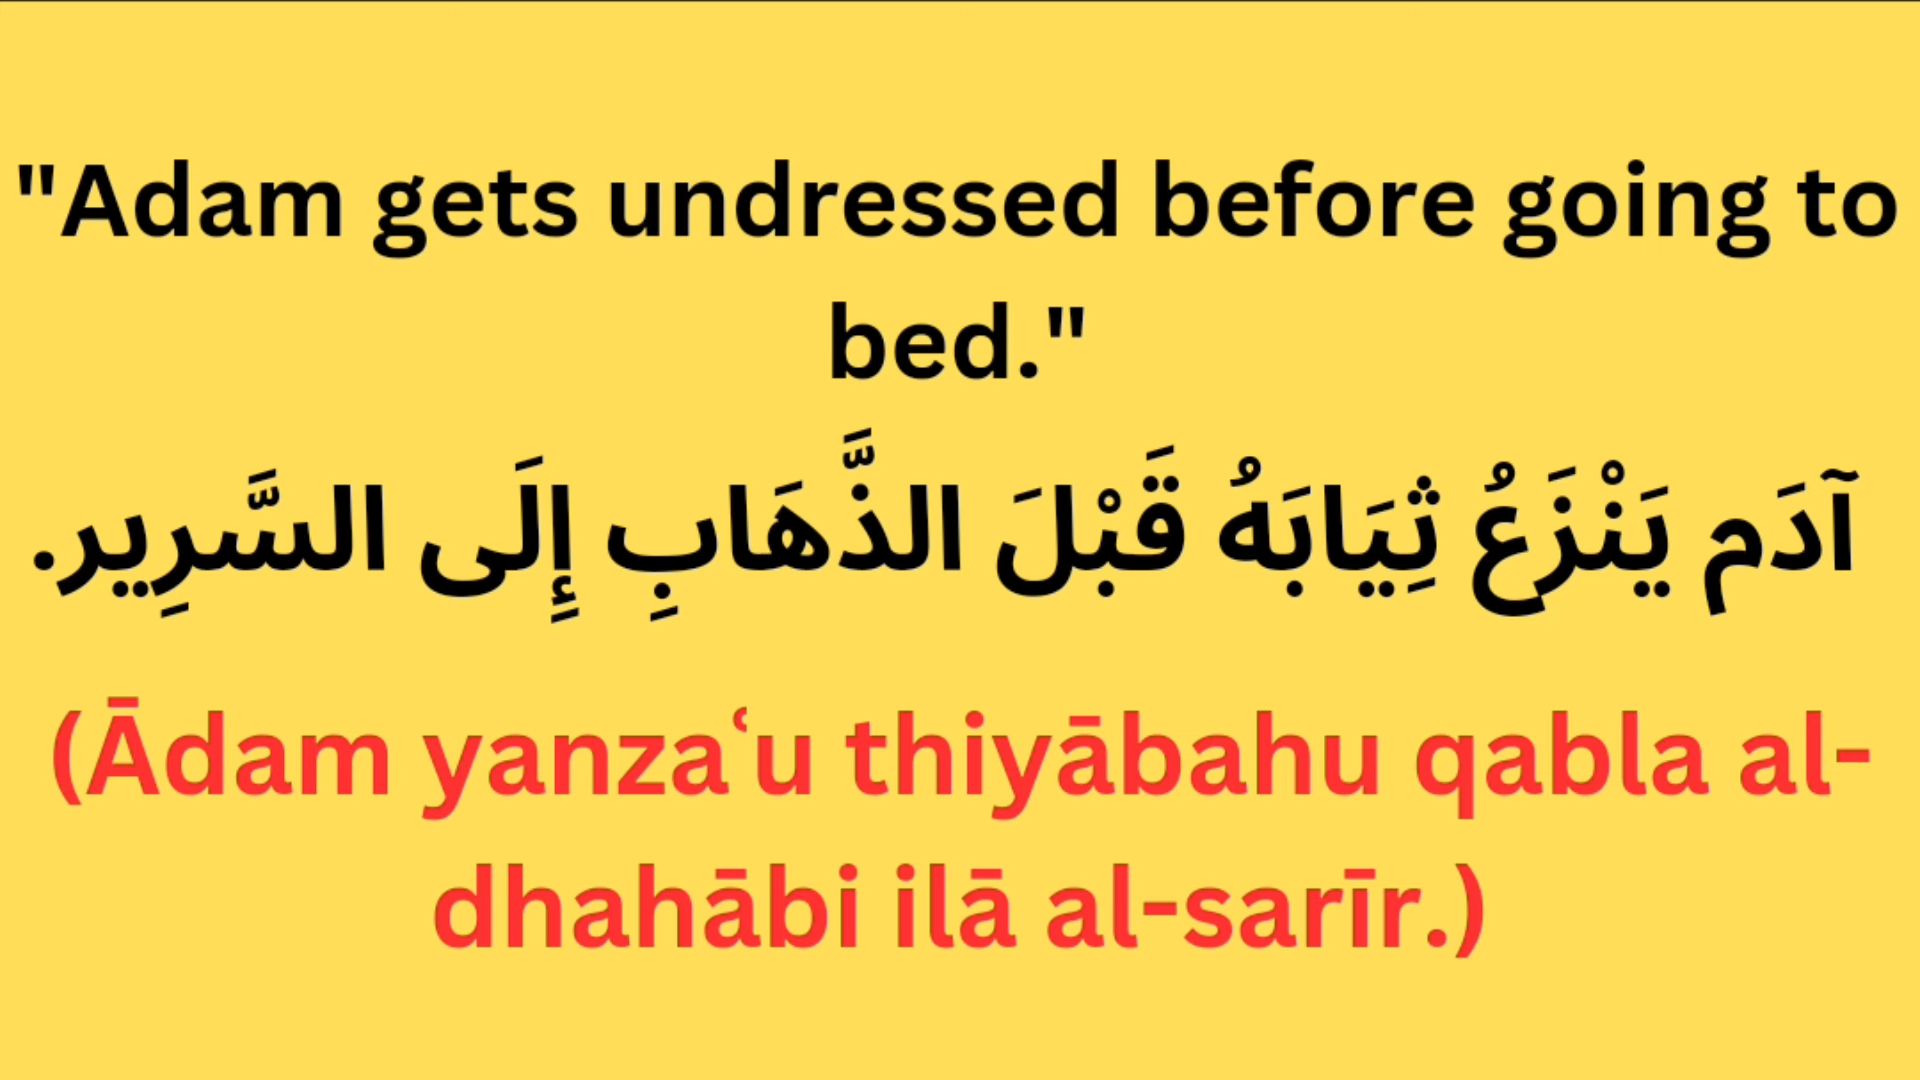 "Adam gets undressed before going to
bed."
آدَم يَنْزَعُ ثِيَابَهُ قَبْلَ الذَّهَابِ إِلَى السَّرِير.
(Ādam yanzaʿu thiyābahu qabla al-
dhahābi ilā al-sarīr.)